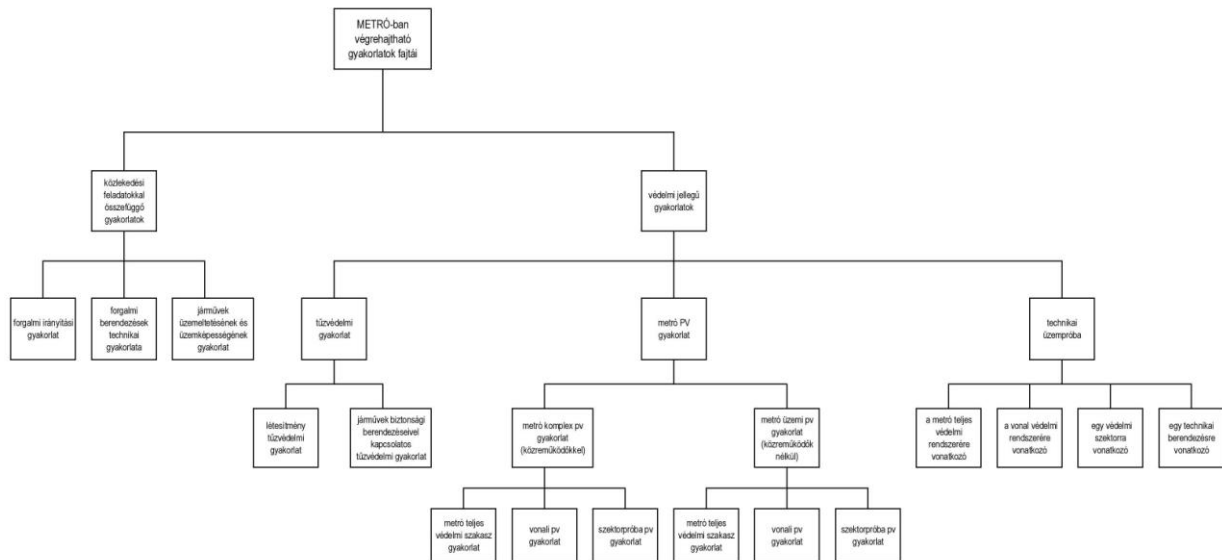 METRÓ-ban
végrehajtható
gyakorlatok fajtái
közlekedési
feladatokkal
összefüggő
gyakorlatok
védelmi jellegű
gyakorlatok
forgalmi irányítási
gyakorlat
forgalmi
berendezések
technikai
gyakorlata
járművek
üzemeltetésének és
üzemképességének
gyakorlat
tűzvédelmi
gyakorlat
metró PV
gyakorlat
technikai
üzempróba
létesítmény
tűzvédelmi
gyakorlat
járművek biztonsági
berendezéseivel
kapcsolatos
tűzvédelmi gyakorlat
metró komplex pv
gyakorlat
(közreműködőkkel)
metró üzemi pv
gyakorlat
(közreműködők
nélkül)
a metró teljes
védelmi
rendszerére
vonatkozó
a vonal védelmi
rendszerére
vonatkozó
egy védelmi
szektorra
vonatkozó
egy technikai
berendezésre
vonatkozó
metró teljes
védelmi szakasz
gyakorlat
vonali pv
gyakorlat
szektorpróba pv
gyakorlat
metró teljes
védelmi szakasz
gyakorlat
vonali pv
gyakorlat
szektorpróba pv
gyakorlat